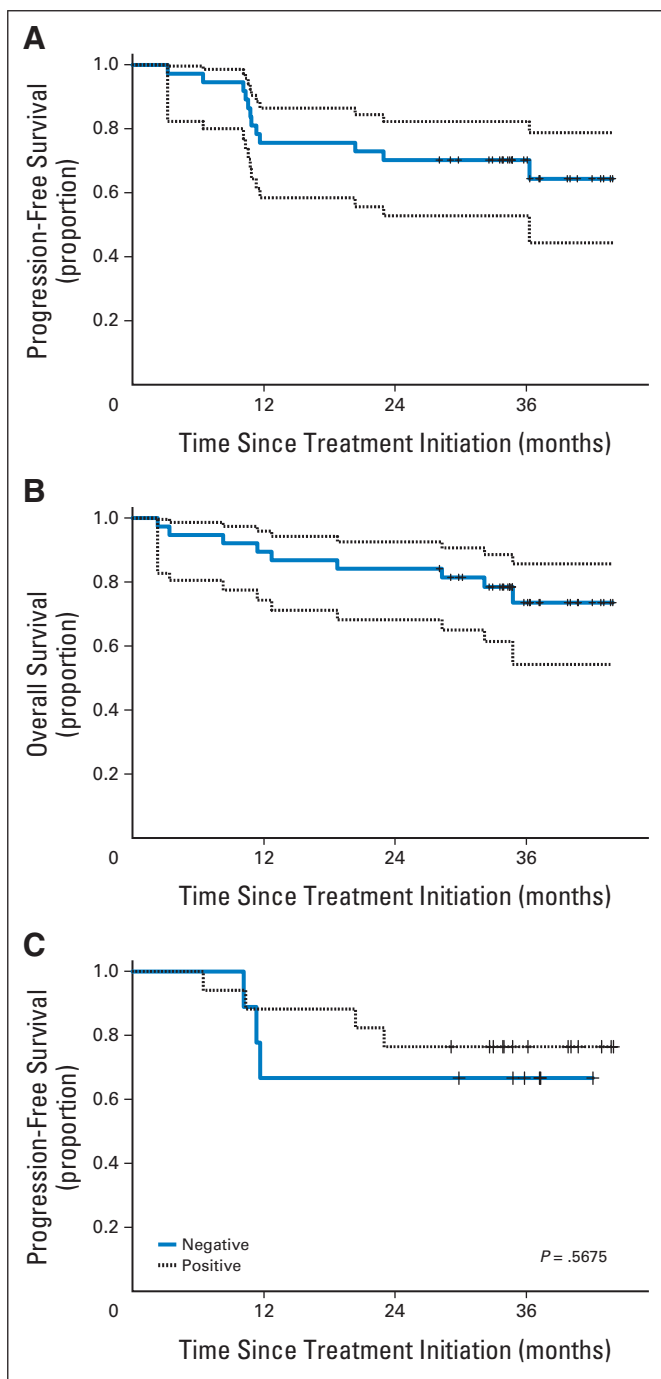 A
Progression-Free Survival
(proportion)
1.0
0.8
0.6
0.4
0.2
0
12
24
36
Time Since Treatment Initiation (months)
B
Overall Survival
(proportion)
1.0
0.8
0.6
0.4
0.2
0
12
24
36
Time Since Treatment Initiation (months)
C
Progression-Free Survival
(proportion)
1.0
0.8
0.6
0.4
0.2
Negative
Positive
P = .5675
0
12
24
36
Time Since Treatment Initiation (months)